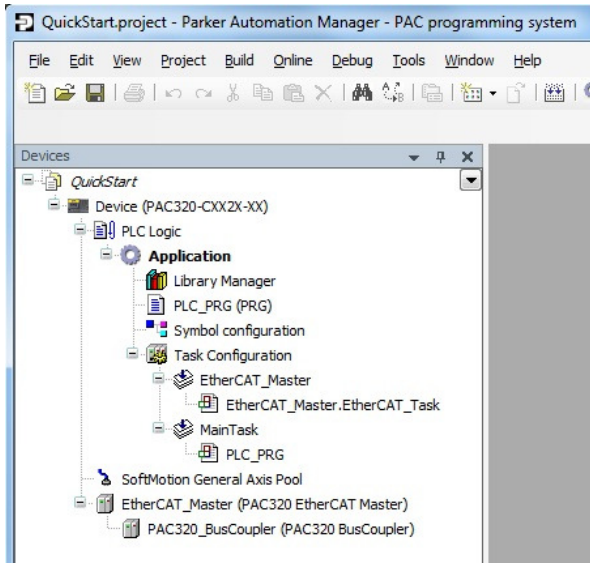 QuickStart.project - Parker Automation Manager - PAC programming system
File Edit View Project Build Online Debug Tools Window Help
Devices
QuickStart
Device (PAC320-CXX2X-XX)
PLC Logic
Application
Library Manager
PLC_PRG (PRG)
Symbol configuration
Task Configuration
EtherCAT_Master
EtherCAT_Master.EtherCAT_Task
MainTask
PLC_PRG
SoftMotion General Axis Pool
EtherCAT_Master (PAC320 EtherCAT Master)
PAC320_BusCoupler (PAC320 BusCoupler)